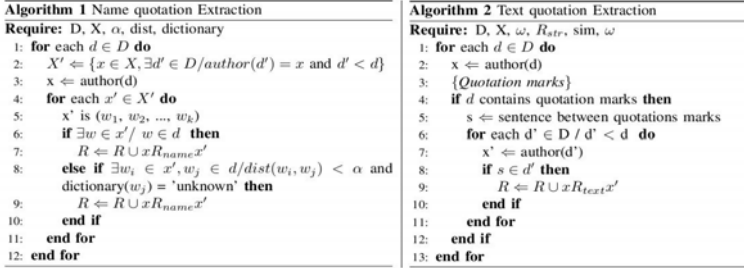 Algorithm 1 Name quotation Extraction
Require: D, X, α, dist, dictionary
1: for each d ∈ D do
2: X′ ⇐ {x ∈ X, ∃d′ ∈ D/author(d′) = x and d′ < d}
3: x ⇐ author(d)
4: for each x′ ∈ X′ do
5: x' is (w₁, w₂, ..., wₖ)
6: if ∃w ∈ x′/ w ∈ d then
7: R ⇐ R ∪ xRₙₐₘₑx′
8: else if ∃wᵢ ∈ x′, wⱼ ∈ d/dist(wᵢ, wⱼ) < α and
dictionary(wⱼ) = 'unknown' then
9: R ⇐ R ∪ xRₙₐₘₑx′
10: end if
11: end for
12: end for
Algorithm 2 Text quotation Extraction
Require: D, X, ω, Rₛₜᵣ, sim, ω
1: for each d ∈ D do
2: x ⇐ author(d)
3: {Quotation marks}
4: if d contains quotation marks then
5: s ⇐ sentence between quotations marks
6: for each d' ∈ D / d' < d do
7: x' ⇐ author(d')
8: if s ∈ d′ then
9: R ⇐ R ∪ xRₜₑₓₜx′
10: end if
11: end for
12: end if
13: end for